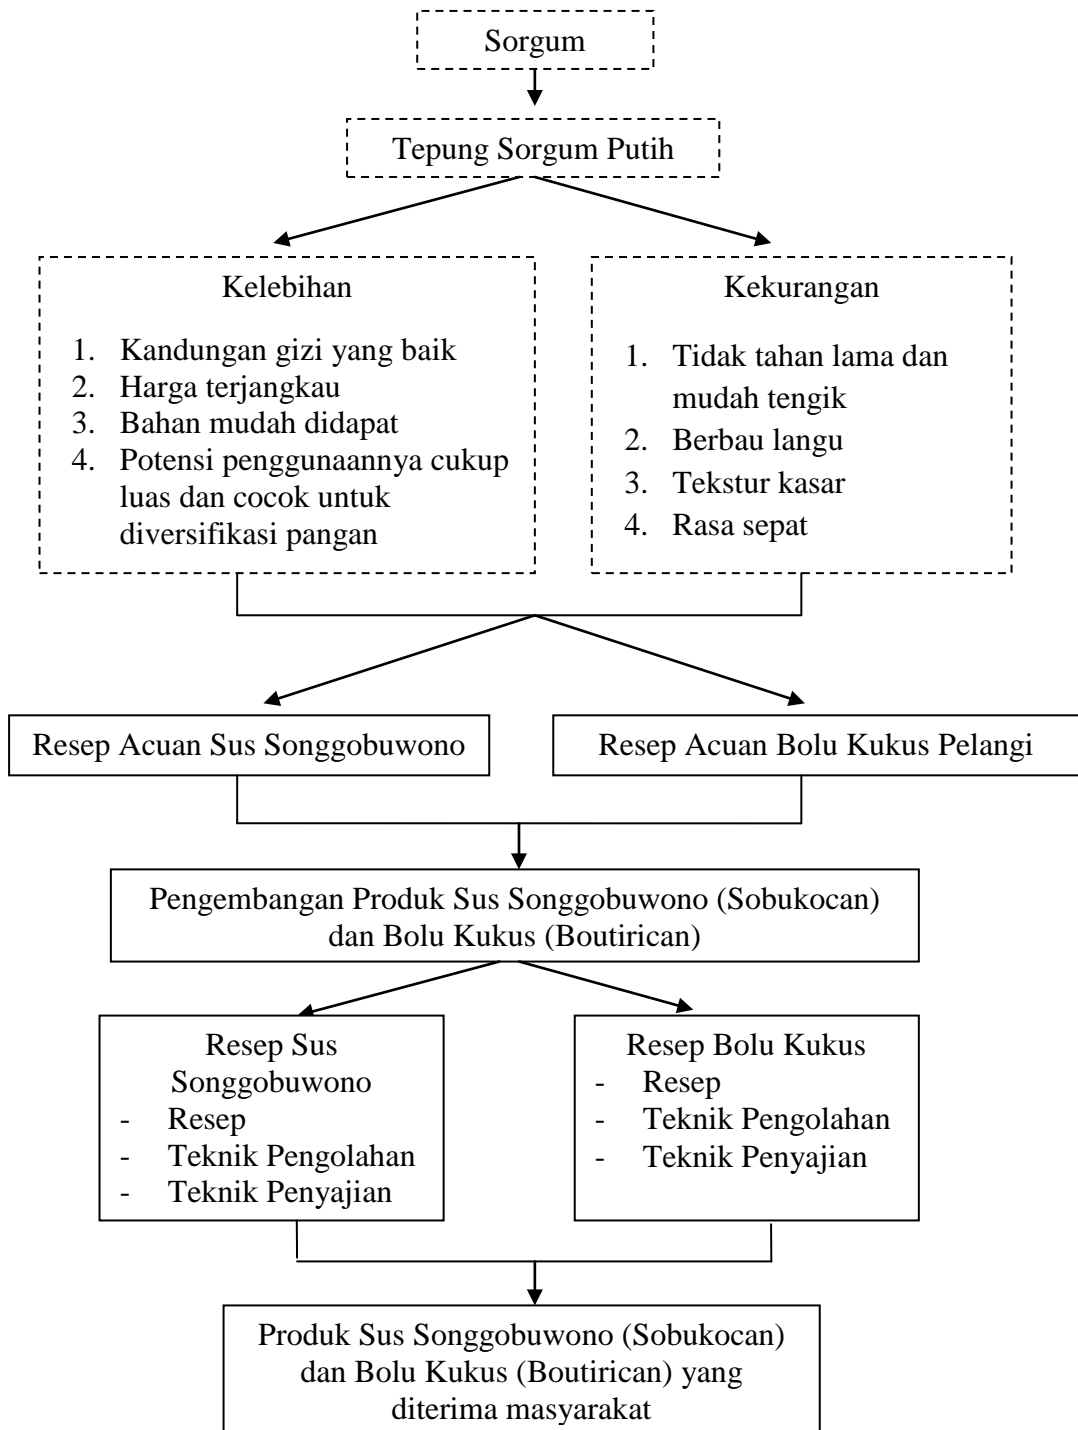 Sorgum
Tepung Sorgum Putih
Kelebihan
1. Kandungan gizi yang baik
2. Harga terjangkau
3. Bahan mudah didapat
4. Potensi penggunaannya cukup
luas dan cocok untuk
diversifikasi pangan
Kekurangan
1. Tidak tahan lama dan
mudah tengik
2. Berbau langu
3. Tekstur kasar
4. Rasa sepat
Resep Acuan Sus Songgobuwono
Resep Acuan Bolu Kukus Pelangi
Pengembangan Produk Sus Songgobuwono (Sobukocan)
dan Bolu Kukus (Boutirican)
Resep Sus
Songgobuwono
- Resep
- Teknik Pengolahan
- Teknik Penyajian
Resep Bolu Kukus
- Resep
- Teknik Pengolahan
- Teknik Penyajian
Produk Sus Songgobuwono (Sobukocan)
dan Bolu Kukus (Boutirican) yang
diterima masyarakat